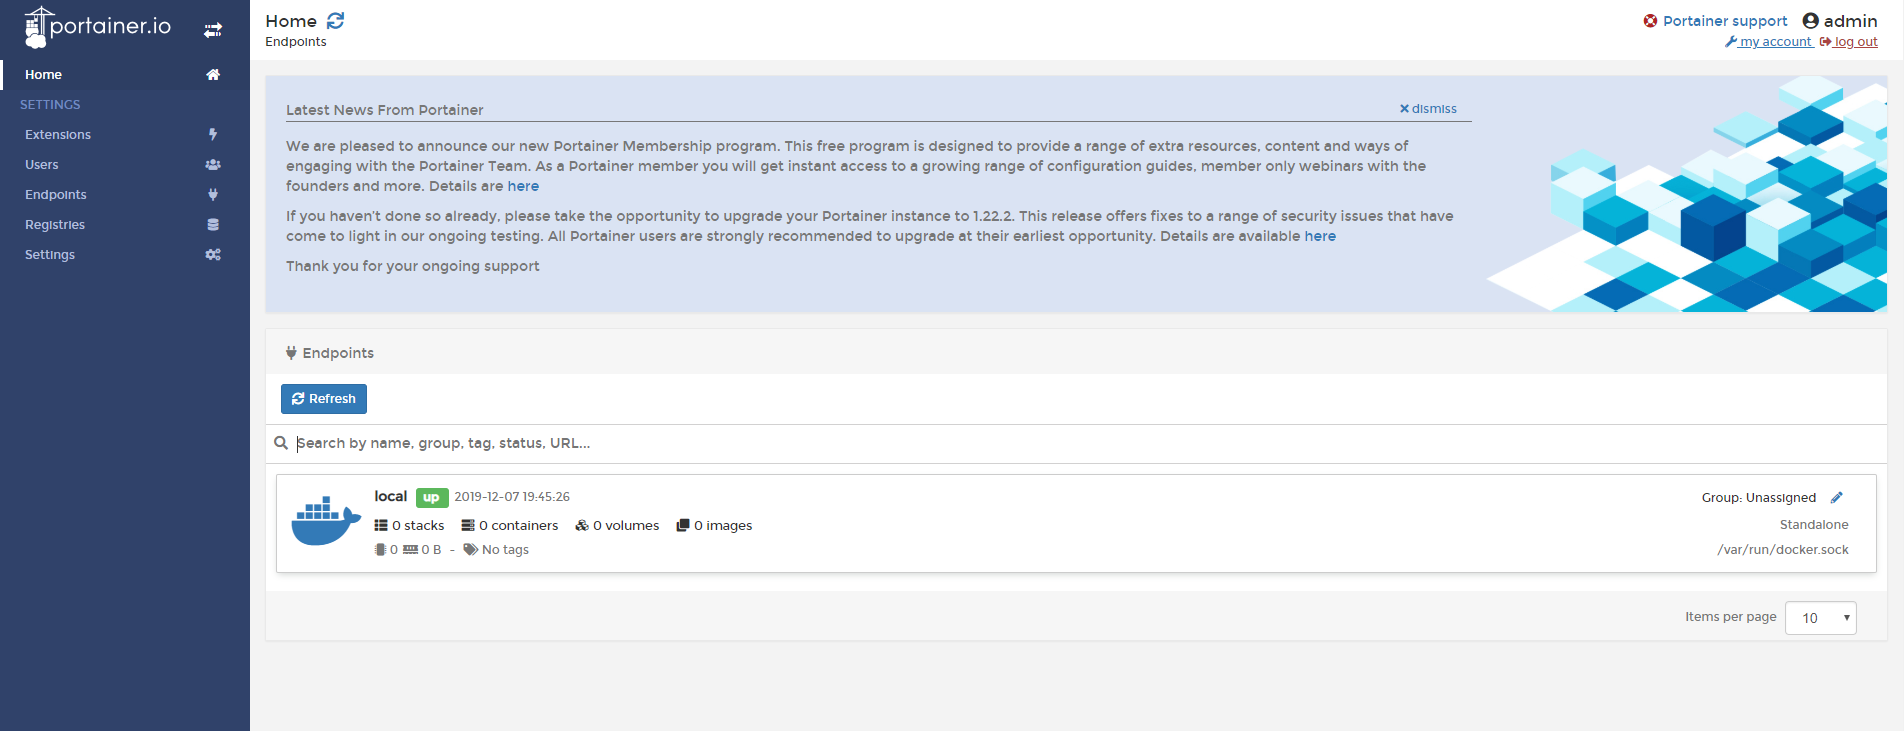 portainer.io
Home
SETTINGS
Extensions
Users
Endpoints
Registries
Settings
Home
Endpoints
Portainer support admin
my account log out
Latest News From Portainer
dismiss
We are pleased to announce our new Portainer Membership program. This free program is designed to provide a range of extra resources, content and ways of
engaging with the Portainer Team. As a Portainer member you will get instant access to a growing range of configuration guides, member only webinars with the
founders and more. Details are here
If you haven't done so already, please take the opportunity to upgrade your Portainer instance to 1.22.2. This release offers fixes to a range of security issues that have
come to light in our ongoing testing. All Portainer users are strongly recommended to upgrade at their earliest opportunity. Details are available here
Thank you for your ongoing support
Endpoints
Refresh
Search by name, group, tag, status, URL...
local up 2019-12-07 19:45:26
Group: Unassigned
0 stacks 0 containers 0 volumes 0 images
Standalone
0 0 B - No tags
/var/run/docker.sock
Items per page 10